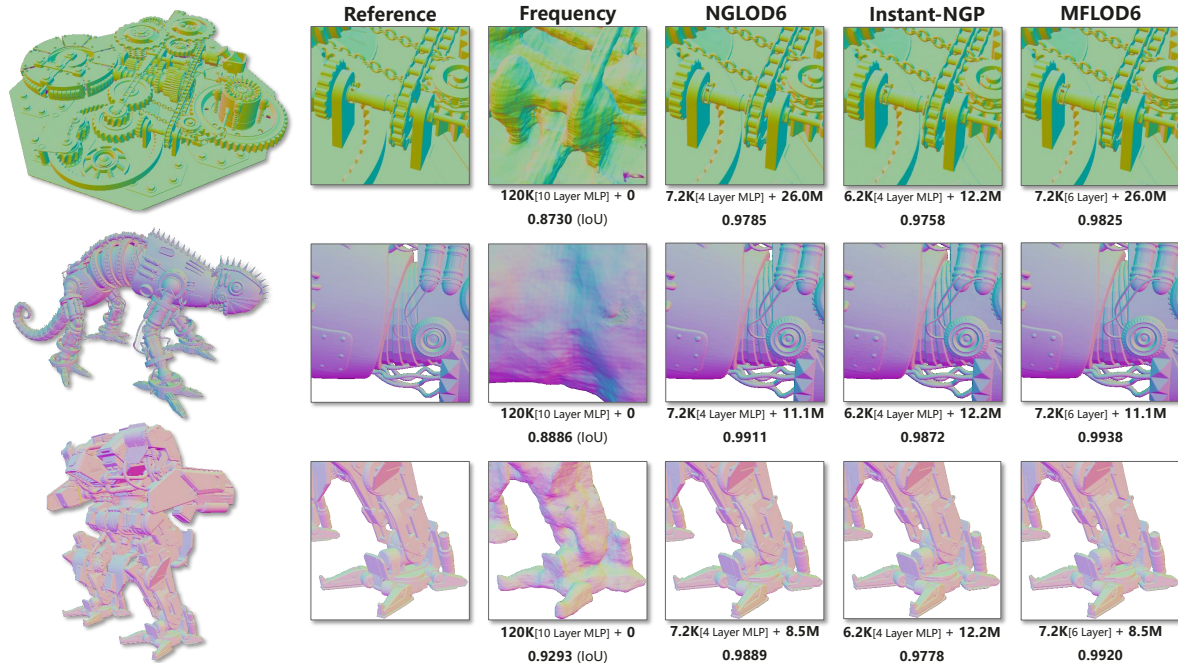 Reference Frequency NGLOD6 Instant-NGP MFLOD6
120K[10 Layer MLP] + 0 7.2K[4 Layer MLP] + 26.0M 6.2K[4 Layer MLP] + 12.2M 7.2K[6 Layer] + 26.0M
0.8730 (IoU) 0.9785 0.9758 0.9825
120K[10 Layer MLP] + 0 7.2K[4 Layer MLP] + 11.1M 6.2K[4 Layer MLP] + 12.2M 7.2K[6 Layer] + 11.1M
0.8886 (IoU) 0.9911 0.9872 0.9938
120K[10 Layer MLP] + 0 7.2K[4 Layer MLP] + 8.5M 6.2K[4 Layer MLP] + 12.2M 7.2K[6 Layer] + 8.5M
0.9293 (IoU) 0.9889 0.9778 0.9920